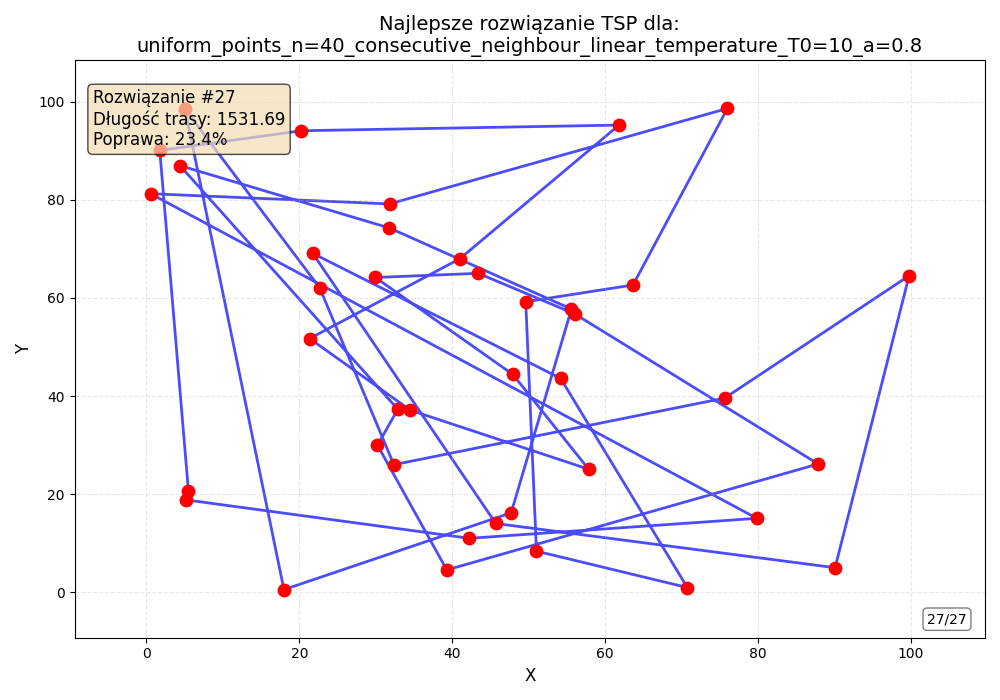 Najlepsze rozwiązanie TSP dla:
uniform_points_n=40_consecutive_neighbour_linear_temperature_T0=10_a=0.8
Rozwiązanie #27
Długość trasy: 1531.69
Poprawa: 23.4%
100
80
60
40
20
0
Y
0 20 40 60 80 100
X
27/27